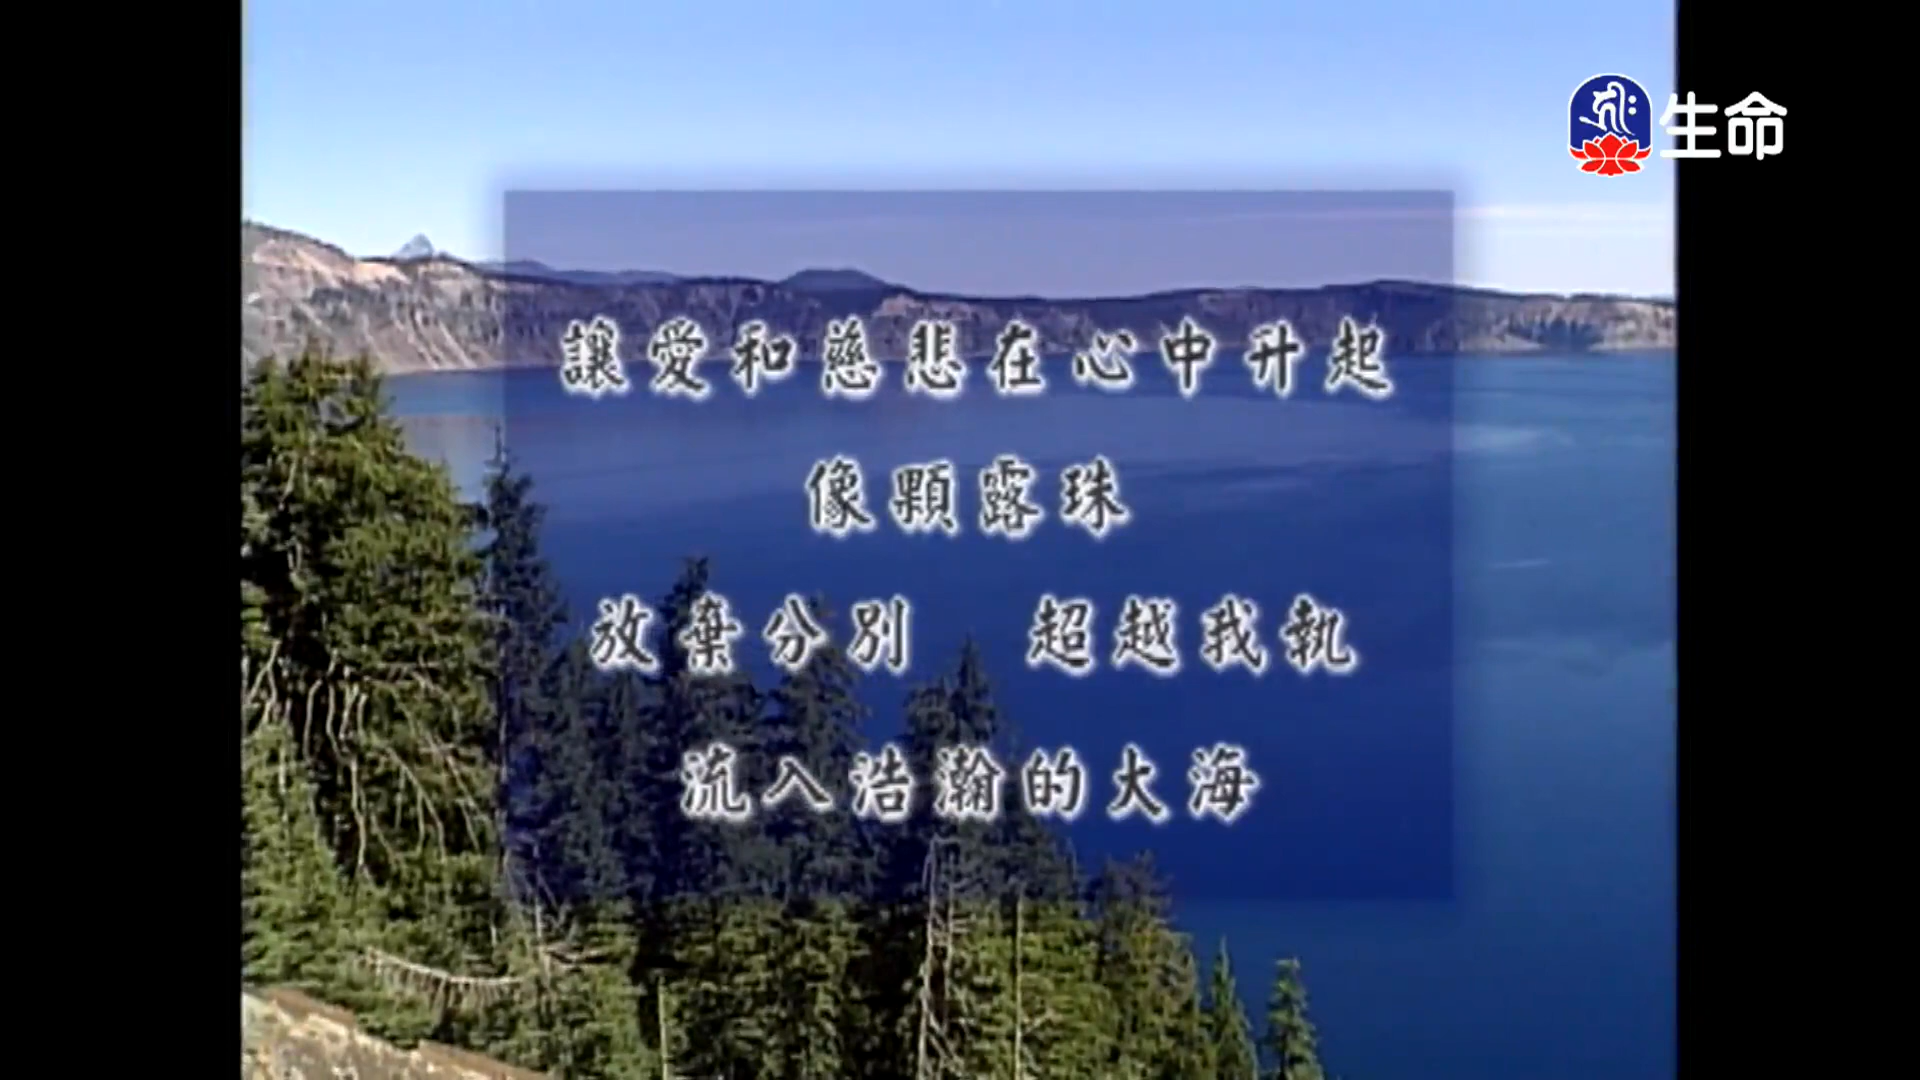 生命
讓愛和慈悲在心中升起
像顆露珠
放棄分別　超越我執
流入浩瀚的大海